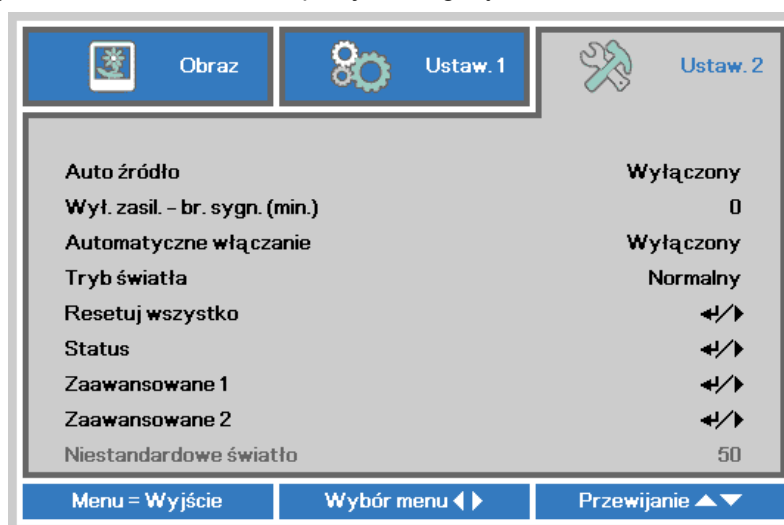 Obraz
Ustaw. 1
Ustaw. 2
Auto źródło Wyłączony
Wył. zasil. – br. sygn. (min.) 0
Automatyczne włączanie Wyłączony
Tryb światła Normalny
Resetuj wszystko
Status
Zaawansowane 1
Zaawansowane 2
Niestandardowe światło 50
Menu = Wyjście
Wybór menu
Przewijanie